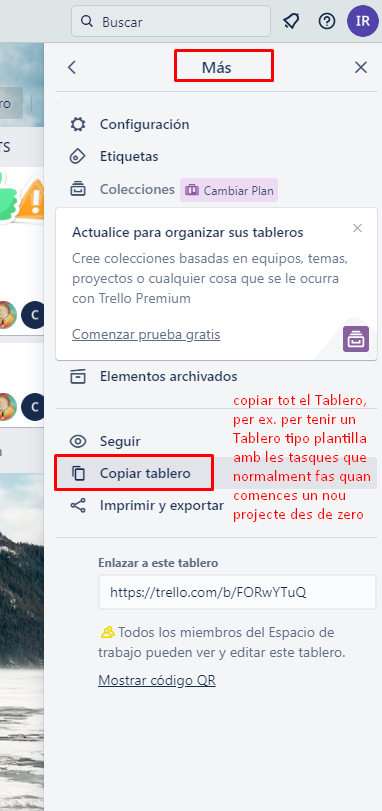 Buscar
IR
Más
ro
TS
Configuración
Etiquetas
Colecciones
Cambiar Plan
Actualice para organizar sus tableros
Cree colecciones basadas en equipos, temas,
proyectos o cualquier cosa que se le ocurra
con Trello Premium
Comenzar prueba gratis
C
Elementos archivados
C
copiar tot el Tablero,
per ex. per tenir un
Tablero tipo plantilla
amb les tasques que
normalment fas quan
comences un nou
projecte des de zero
Seguir
Copiar tablero
Imprimir y exportar
Enlazar a este tablero
https://trello.com/b/FORwYTuQ
Todos los miembros del Espacio de
trabajo pueden ver y editar este tablero.
Mostrar código QR